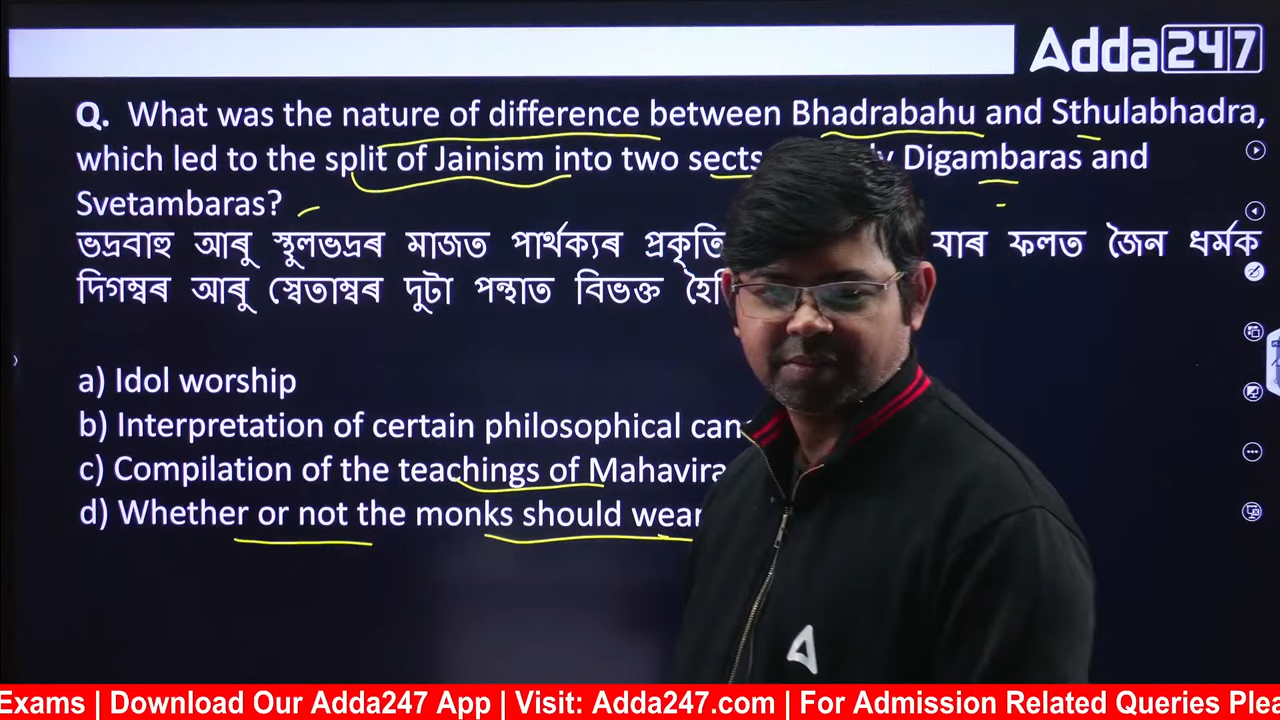 Adda247
Q. What was the nature of difference between Bhadrabahu and Sthulabhadra,
which led to the split of Jainism into two sects Digambaras and
Svetambaras?
ভদ্ৰবাহু আৰু স্থুলভদ্ৰৰ মাজত পাৰ্থক্যৰ প্ৰকৃতি যাৰ ফলত জৈন ধৰ্মক
দিগম্বৰ আৰু স্বেতাম্বৰ দুটা পন্থাত বিভক্ত
a) Idol worship
b) Interpretation of certain philosophical
c) Compilation of the teachings of Mahavira
d) Whether or not the monks should wear
Exams | Download Our Adda247 App | Visit: Adda247.com | For Admission Related Queries